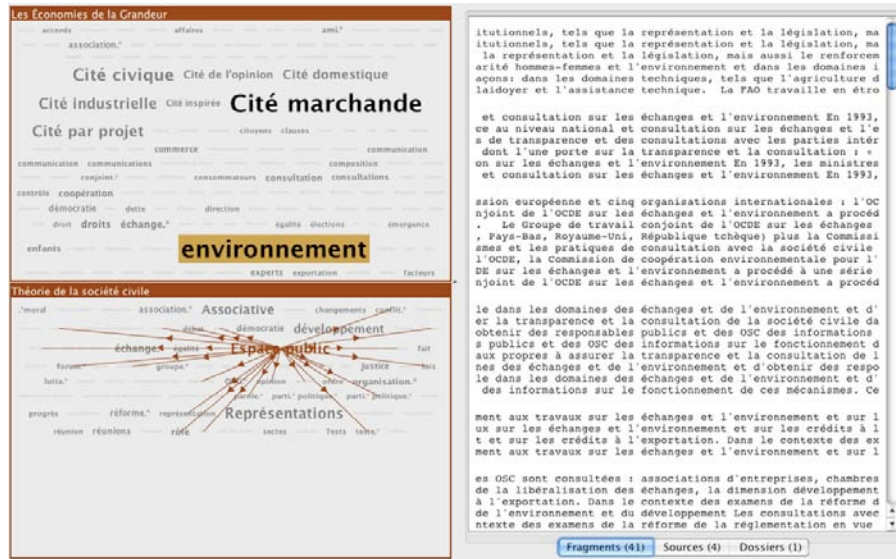 Les Économies de la Grandeur
accords affaires ami.*
association.*
Cité civique Cité de l'opinion Cité domestique
Cité industrielle Cité inspirée Cité marchande
Cité par projet citoyens clauses
commerce communication
communication communications composition
conjoint.* consommateurs consultation consultations
contrôle coopération
démocratie dette direction
droit droits échange.* égalité élections émergence
enfants environnement
experts exportation facteurs
Théorie de la société civile
.*moral association.* Associative changements conflit.*
débat démocratie développement
échange. égalité Espace public fait
forum.* groupe.* justice lois
lutte.* opinion ordre organisation.*
parole.* parti.* politique.* parti.* politique.*
progrès réforme.* représentation Représentations
réunion réunions rôle sectes Texts texte.*
itutionnels, tels que la représentation et la législation, ma
itutionnels, tels que la représentation et la législation, ma
la représentation et la législation, mais aussi le renforcem
arité hommes-femmes et l'environnement et dans les domaines i
açons: dans les domaines techniques, tels que l'agriculture d
laidoyer et l'assistance technique. La FAO travaille en étro
et consultation sur les échanges et l'environnement En 1993,
ce au niveau national et consultation sur les échanges et l'e
s de transparence et des consultations avec les parties intér
dont l'une porte sur la transparence et la consultation : «
on sur les échanges et l'environnement En 1993, les ministres
et consultation sur les échanges et l'environnement En 1993,
ssion européenne et cinq organisations internationales : l'OC
njoint de l'OCDE sur les échanges et l'environnement a procéd
. Le Groupe de travail conjoint de l'OCDE sur les échanges
, Pays-Bas, Royaume-Uni, République tchèque) plus la Commissi
smes et les pratiques de consultation avec la société civile
l'OCDE, la Commission de coopération environnementale pour l'
DE sur les échanges et l'environnement a procédé à une série
njoint de l'OCDE sur les échanges et l'environnement a procéd
le dans les domaines des échanges et de l'environnement et d'
er la transparence et la consultation de la société civile da
obtenir des responsables publics et des OSC des informations
s publics et des OSC des informations sur le fonctionnement d
aux propres à assurer la transparence et la consultation de l
nes des échanges et de l'environnement et d'obtenir des respo
le dans les domaines des échanges et de l'environnement et d'
des informations sur le fonctionnement de ces mécanismes. Ce
ment aux travaux sur les échanges et l'environnement et sur l
ux sur les échanges et l'environnement et sur les crédits à l
t et sur les crédits à l'exportation. Dans le contexte des ex
ment aux travaux sur les échanges et l'environnement et sur l
es OSC sont consultées : associations d'entreprises, chambres
de la libéralisation des échanges, la dimension développement
à l'exportation. Dans le contexte des examens de la réforme d
de l'environnement et du développement Les consultations avec
ntexte des examens de la réforme de la réglementation en vue
Fragments (41) Sources (4) Dossiers (1)